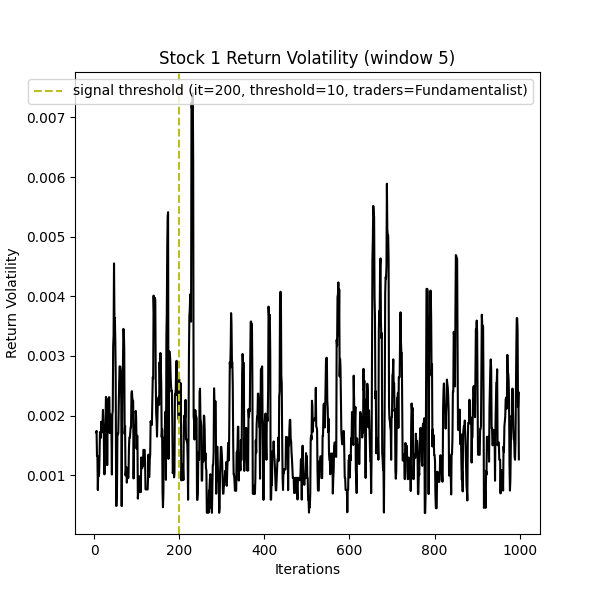 Stock 1 Return Volatility (window 5)
signal threshold (it=200, threshold=10, traders=Fundamentalist)
0.007
0.006
0.005
0.004
0.003
0.002
0.001
Return Volatility
0 200 400 600 800 1000
Iterations